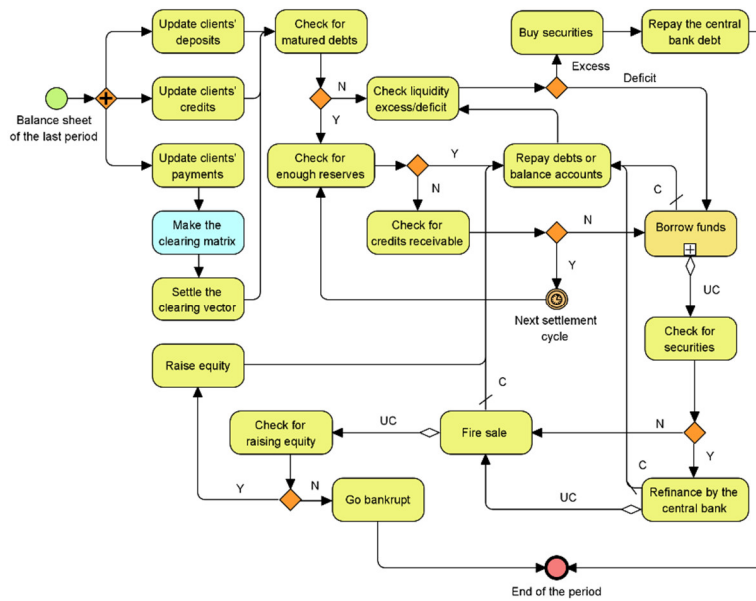 Update clients'
deposits
Check for
matured debts
Buy securities
Repay the central
bank debt
Excess
Deficit
N
Update clients'
credits
Check liquidity
excess/deficit
Balance sheet
of the last period
Y
Update clients'
payments
Check for
enough reserves
Y
Repay debts or
balance accounts
N
C
Make the
clearing matrix
Check for
credits receivable
N
Borrow funds
Y
Settle the
clearing vector
UC
Next settlement
cycle
Check for
securities
Raise equity
C
Check for
raising equity
UC
Fire sale
N
Y
C
Y
N
Go bankrupt
UC
Refinance by the
central bank
End of the period